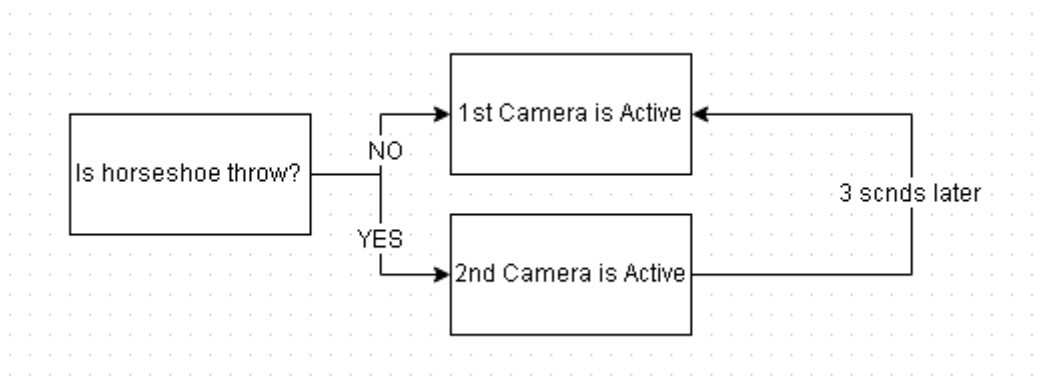 1st Camera is Active
NO
Is horseshoe throw?
3 scnds later
YES
2nd Camera is Active